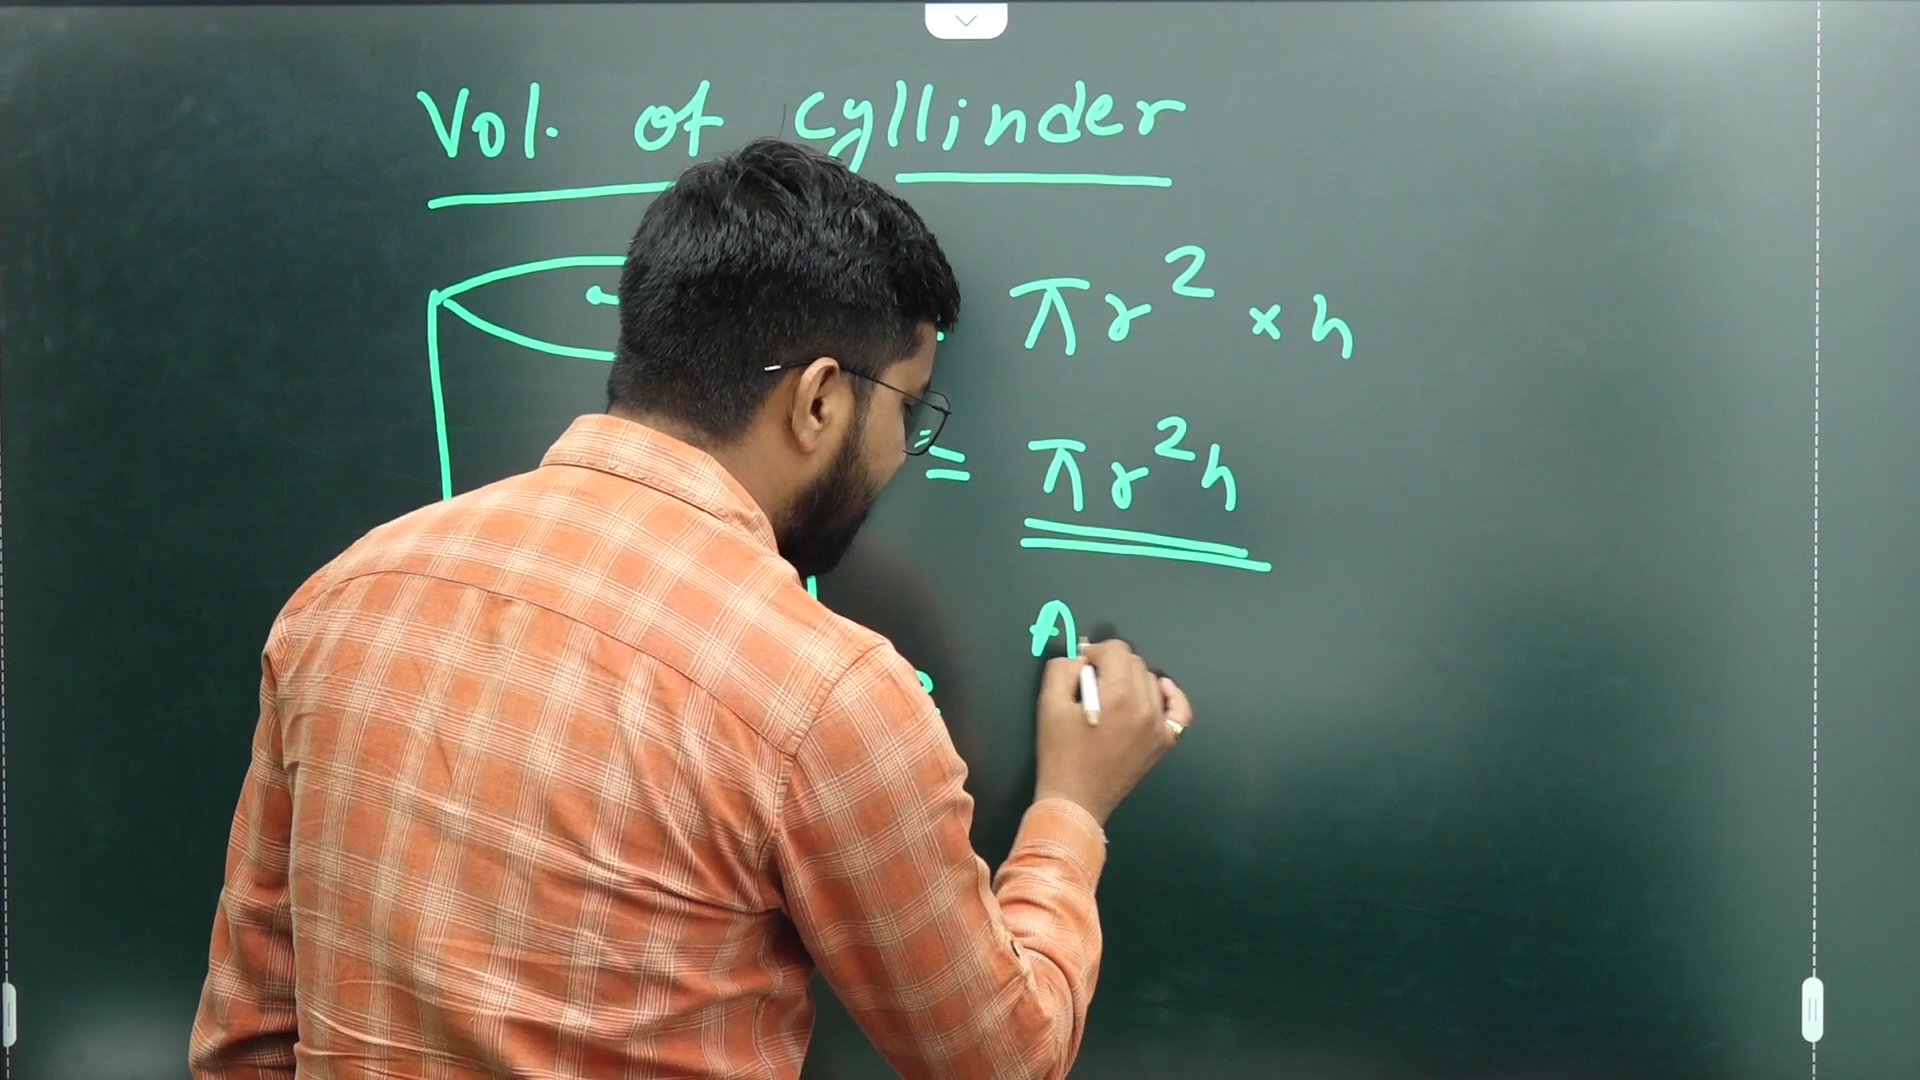 Vol. of cyllinder
πr² × h
= πr²h
A